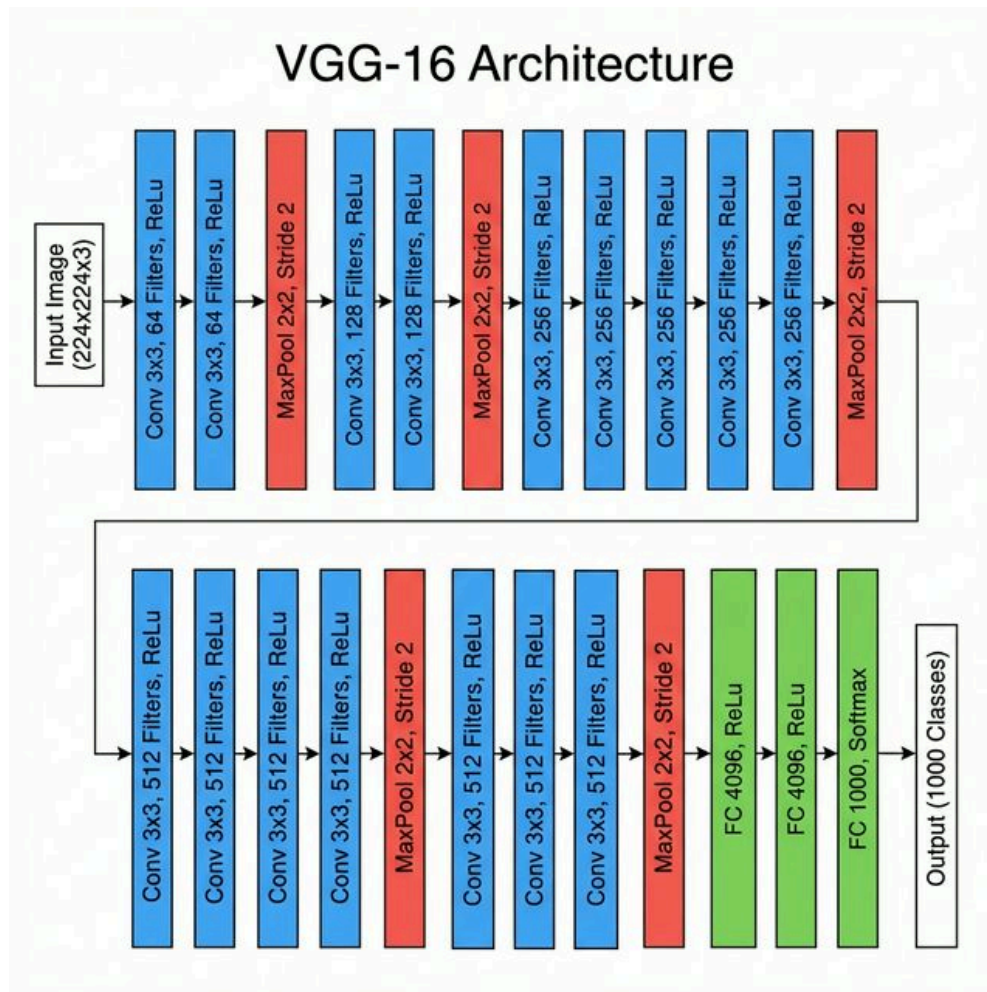 VGG-16 Architecture
Input Image
(224x224x3)
Conv 3x3, 64 Filters, ReLu
Conv 3x3, 64 Filters, ReLu
MaxPool 2x2, Stride 2
Conv 3x3, 128 Filters, ReLu
Conv 3x3, 128 Filters, ReLu
MaxPool 2x2, Stride 2
Conv 3x3, 256 Filters, ReLu
Conv 3x3, 256 Filters, ReLu
Conv 3x3, 256 Filters, ReLu
Conv 3x3, 256 Filters, ReLu
Conv 3x3, 256 Filters, ReLu
MaxPool 2x2, Stride 2
Conv 3x3, 512 Filters, ReLu
Conv 3x3, 512 Filters, ReLu
Conv 3x3, 512 Filters, ReLu
Conv 3x3, 512 Filters, ReLu
MaxPool 2x2, Stride 2
Conv 3x3, 512 Filters, ReLu
Conv 3x3, 512 Filters, ReLu
Conv 3x3, 512 Filters, ReLu
MaxPool 2x2, Stride 2
FC 4096, ReLu
FC 4096, ReLu
FC 1000, Softmax
Output (1000 Classes)